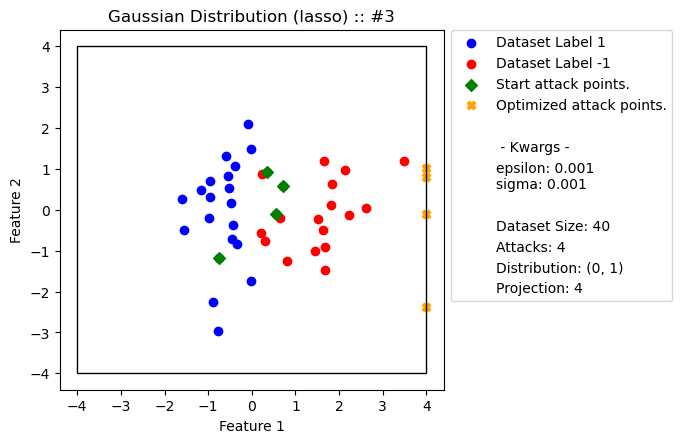 Gaussian Distribution (lasso) :: #3
4
3
2
1
0
−1
−2
−3
−4
Feature 2
−4 −3 −2 −1 0 1 2 3 4
Feature 1
Dataset Label 1
Dataset Label -1
Start attack points.
Optimized attack points.
- Kwargs -
epsilon: 0.001
sigma: 0.001
Dataset Size: 40
Attacks: 4
Distribution: (0, 1)
Projection: 4